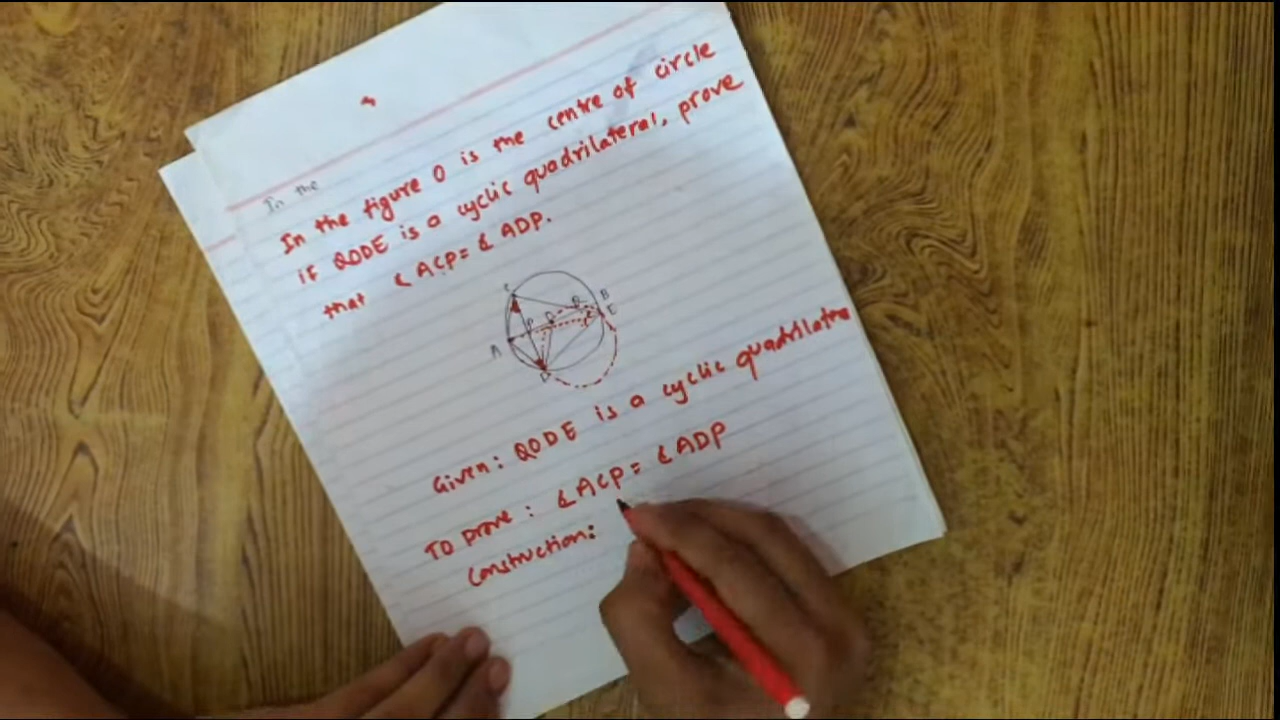 In the
In the figure O is the centre of circle
if QODE is a cyclic quadrilateral, prove
that ∠ACP = ∠ADP.
C
B
E
P
A
D
Given: QODE is a cyclic quadrilatra
To prove: ∠ACP = ∠ADP
Construction: